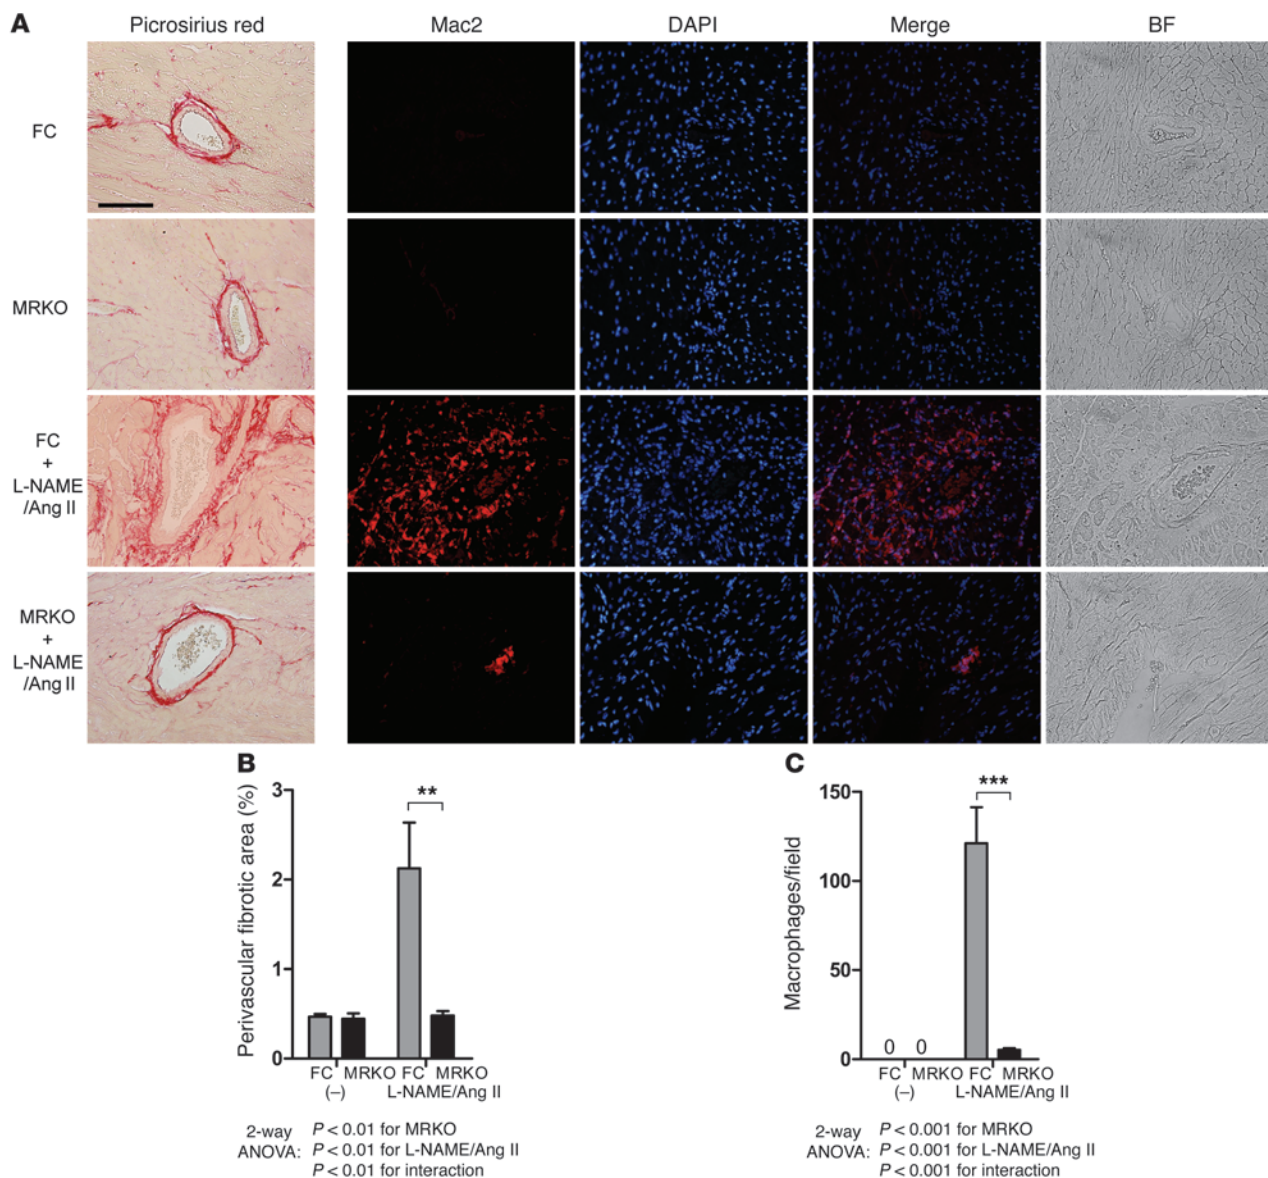 A
Picrosirius red
Mac2
DAPI
Merge
BF
FC
MRKO
FC
+
L-NAME
/Ang II
MRKO
+
L-NAME
/Ang II
B
Perivascular fibrotic area (%)
3
2
1
0
**
FC MRKO FC MRKO
(–) L-NAME/Ang II
2-way ANOVA:
P < 0.01 for MRKO
P < 0.01 for L-NAME/Ang II
P < 0.01 for interaction
C
Macrophages/field
150
100
50
0
***
0 0
FC MRKO FC MRKO
(–) L-NAME/Ang II
2-way ANOVA:
P < 0.001 for MRKO
P < 0.001 for L-NAME/Ang II
P < 0.001 for interaction